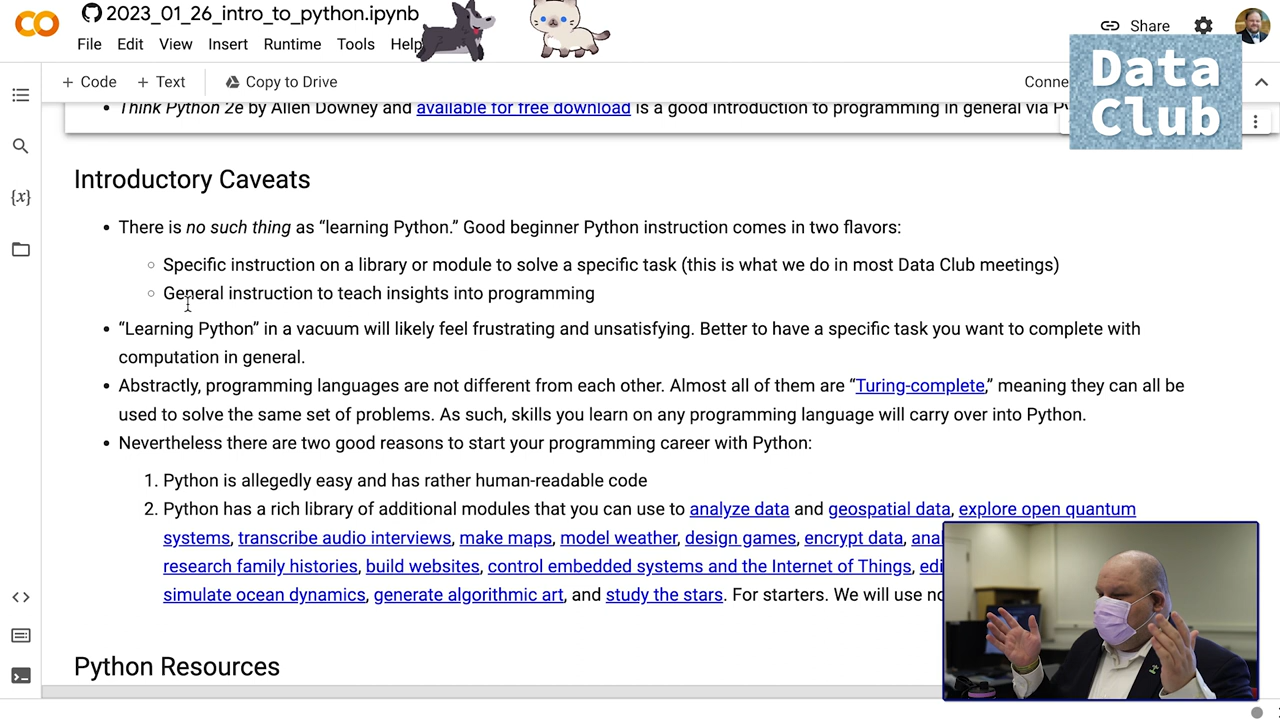 2023_01_26_intro_to_python.ipynb
Share
File Edit View Insert Runtime Tools Help
+ Code + Text Copy to Drive
Data
Club
Think Python 2e by Allen Downey and available for free download is a good introduction to programming in general via
Introductory Caveats
• There is no such thing as “learning Python.” Good beginner Python instruction comes in two flavors:
○ Specific instruction on a library or module to solve a specific task (this is what we do in most Data Club meetings)
○ General instruction to teach insights into programming
• “Learning Python” in a vacuum will likely feel frustrating and unsatisfying. Better to have a specific task you want to complete with
computation in general.
• Abstractly, programming languages are not different from each other. Almost all of them are “Turing-complete,” meaning they can all be
used to solve the same set of problems. As such, skills you learn on any programming language will carry over into Python.
• Nevertheless there are two good reasons to start your programming career with Python:
1. Python is allegedly easy and has rather human-readable code
2. Python has a rich library of additional modules that you can use to analyze data and geospatial data, explore open quantum
systems, transcribe audio interviews, make maps, model weather, design games, encrypt data,
research family histories, build websites, control embedded systems and the Internet of Things,
simulate ocean dynamics, generate algorithmic art, and study the stars. For starters. We will use
Python Resources